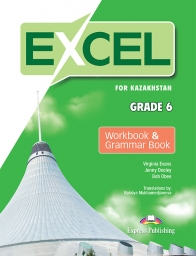 EXCEL
FOR KAZAKHSTAN
GRADE 6
Workbook &
Grammar Book
Virginia Evans
Jenny Dooley
Bob Obee
Translations by
Express Publishing